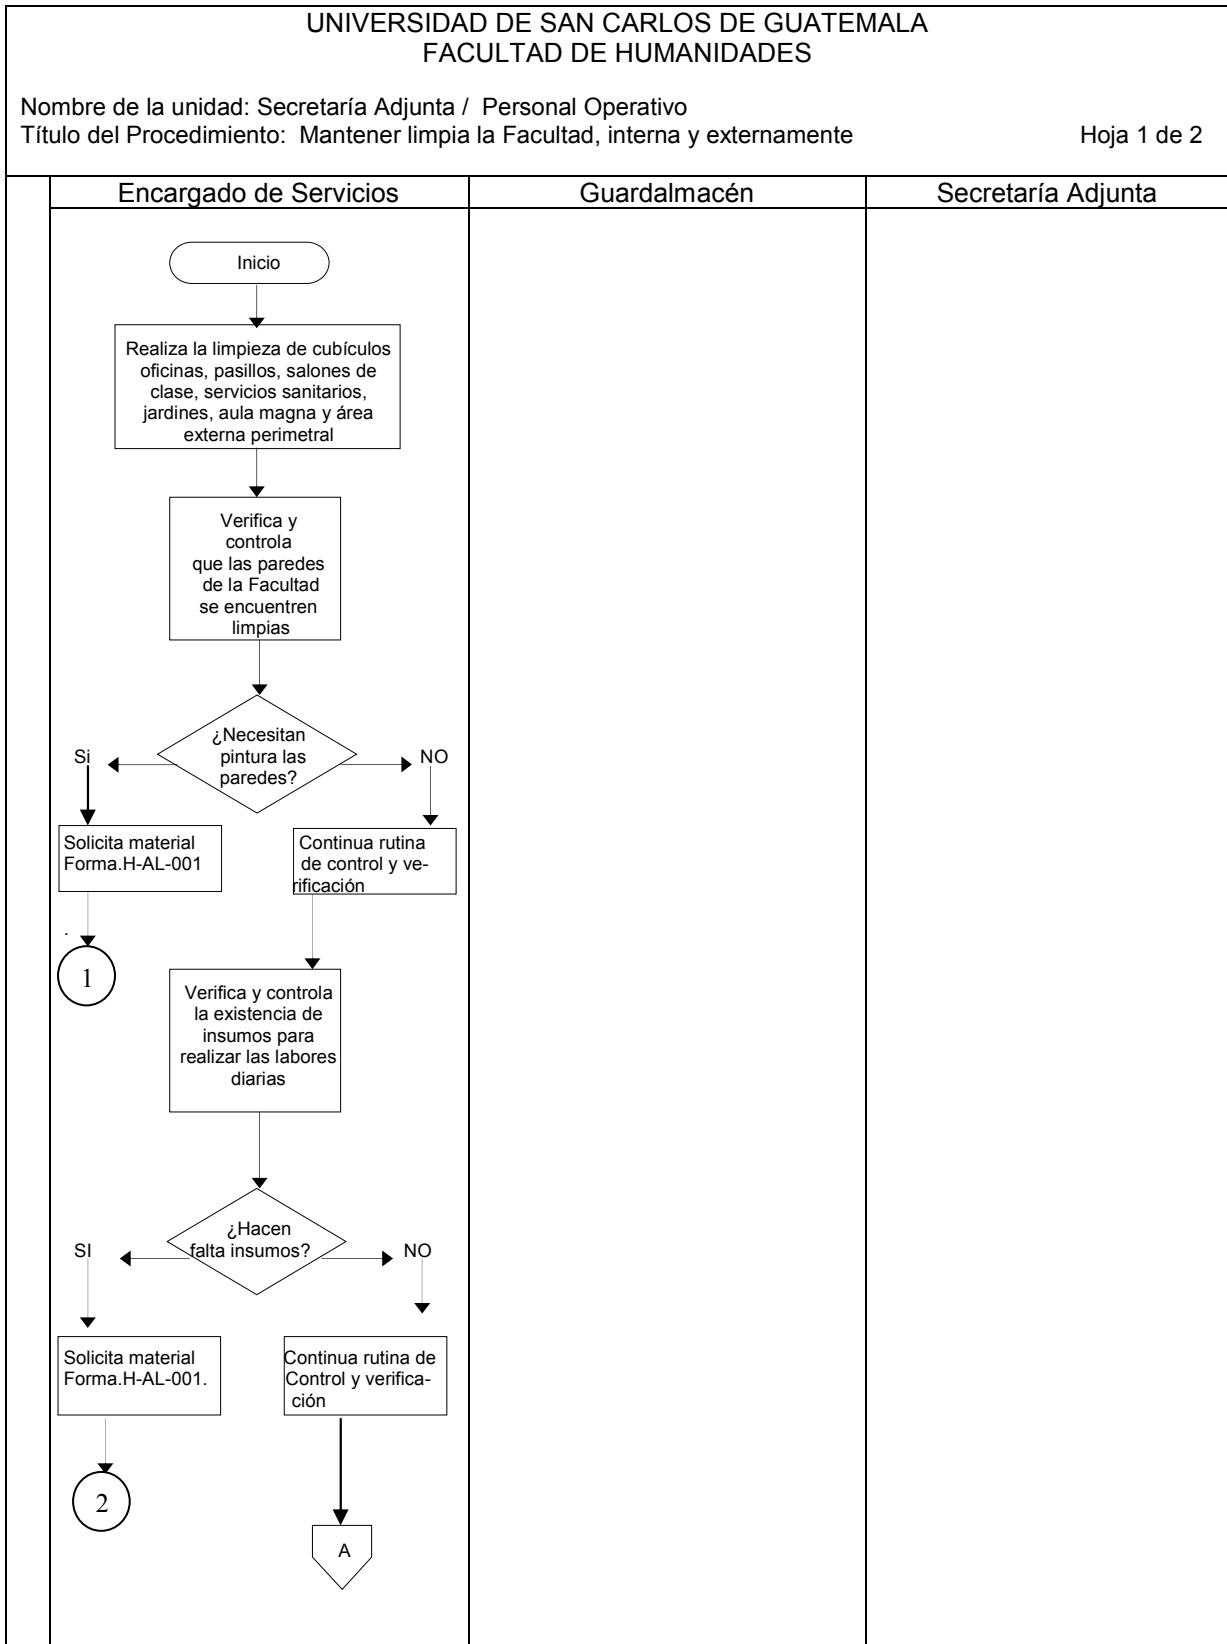 UNIVERSIDAD DE SAN CARLOS DE GUATEMALA
FACULTAD DE HUMANIDADES
Nombre de la unidad: Secretaría Adjunta / Personal Operativo
Título del Procedimiento: Mantener limpia la Facultad, interna y externamente Hoja 1 de 2
Encargado de Servicios Guardalmacén Secretaría Adjunta
Inicio
Realiza la limpieza de cubículos
oficinas, pasillos, salones de
clase, servicios sanitarios,
jardines, aula magna y área
externa perimetral
Verifica y
controla
que las paredes
de la Facultad
se encuentren
limpias
¿Necesitan
pintura las
paredes?
Si
NO
Solicita material
Forma.H-AL-001
.
1
Continua rutina
de control y ve-
rificación
Verifica y controla
la existencia de
insumos para
realizar las labores
diarias
¿Hacen
falta insumos?
SI
NO
Solicita material
Forma.H-AL-001.
2
Continua rutina de
Control y verifica-
ción
A